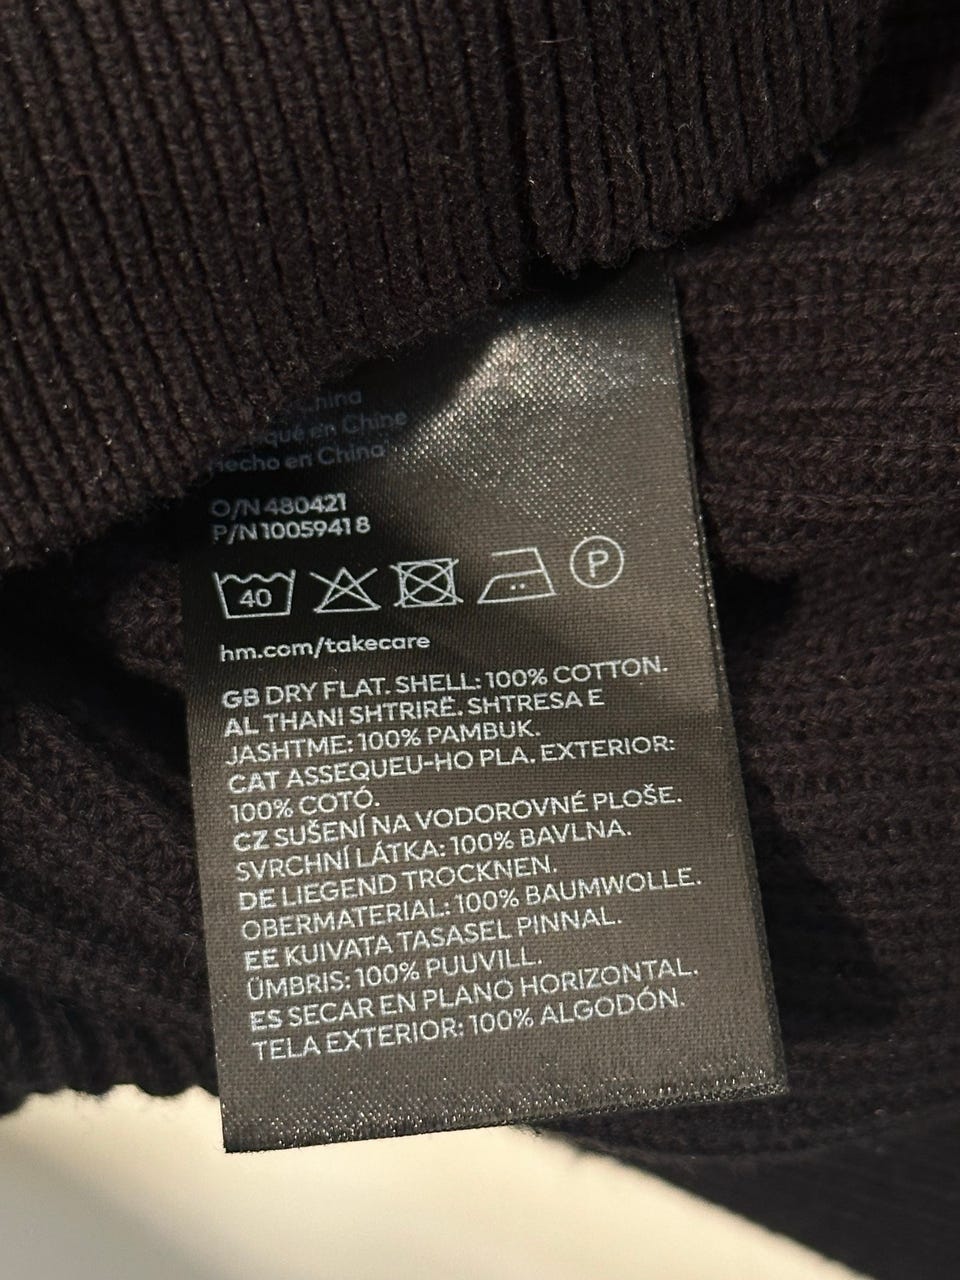 China
en Chine
Hecho en China
O/N 480421
P/N 10059418
40 P
hm.com/takecare
GB DRY FLAT. SHELL: 100% COTTON.
AL THANI SHTRIRË. SHTRESA E
JASHTME: 100% PAMBUK.
CAT ASSEQUEU-HO PLA. EXTERIOR:
100% COTÓ.
CZ SUŠENÍ NA VODOROVNÉ PLOŠE.
SVRCHNÍ LÁTKA: 100% BAVLNA.
DE LIEGEND TROCKNEN.
OBERMATERIAL: 100% BAUMWOLLE.
EE KUIVATA TASASEL PINNAL.
ÜMBRIS: 100% PUUVILL.
ES SECAR EN PLANO HORIZONTAL.
TELA EXTERIOR: 100% ALGODÓN.